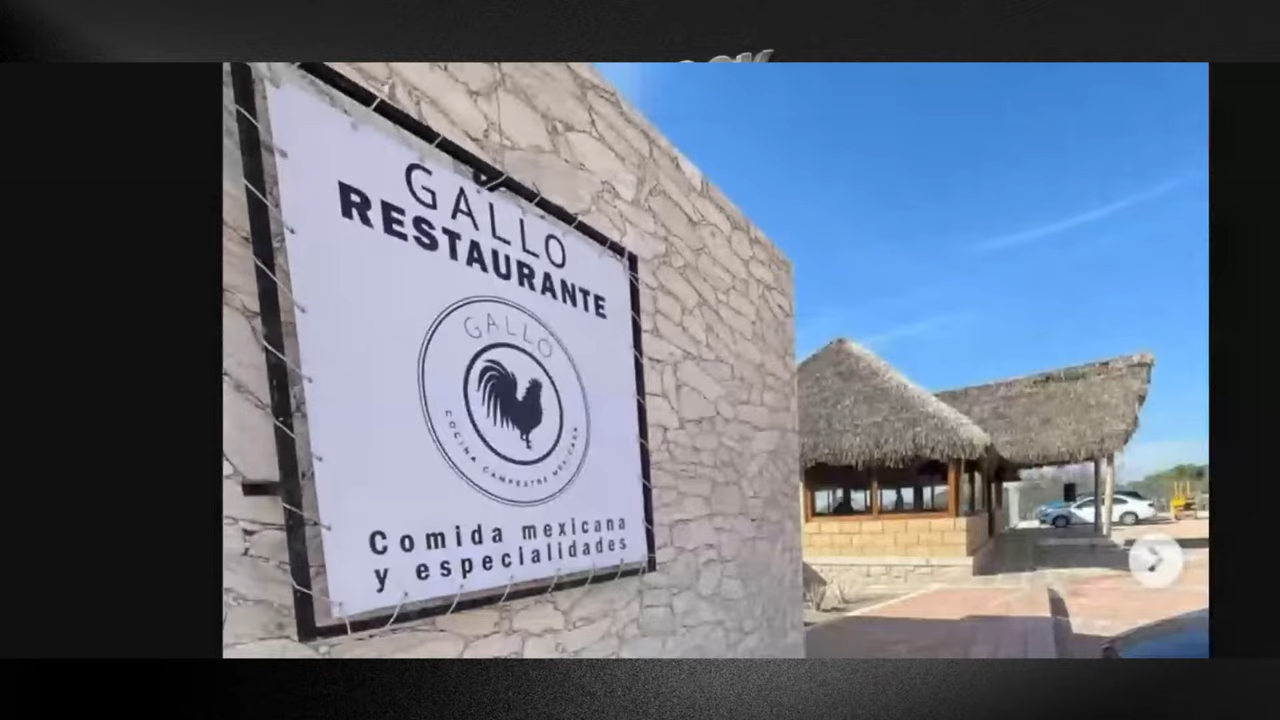 GALLO
RESTAURANTE
GALLO
COCINA CAMPESTRE MEXICANA
Comida mexicana
y especialidades